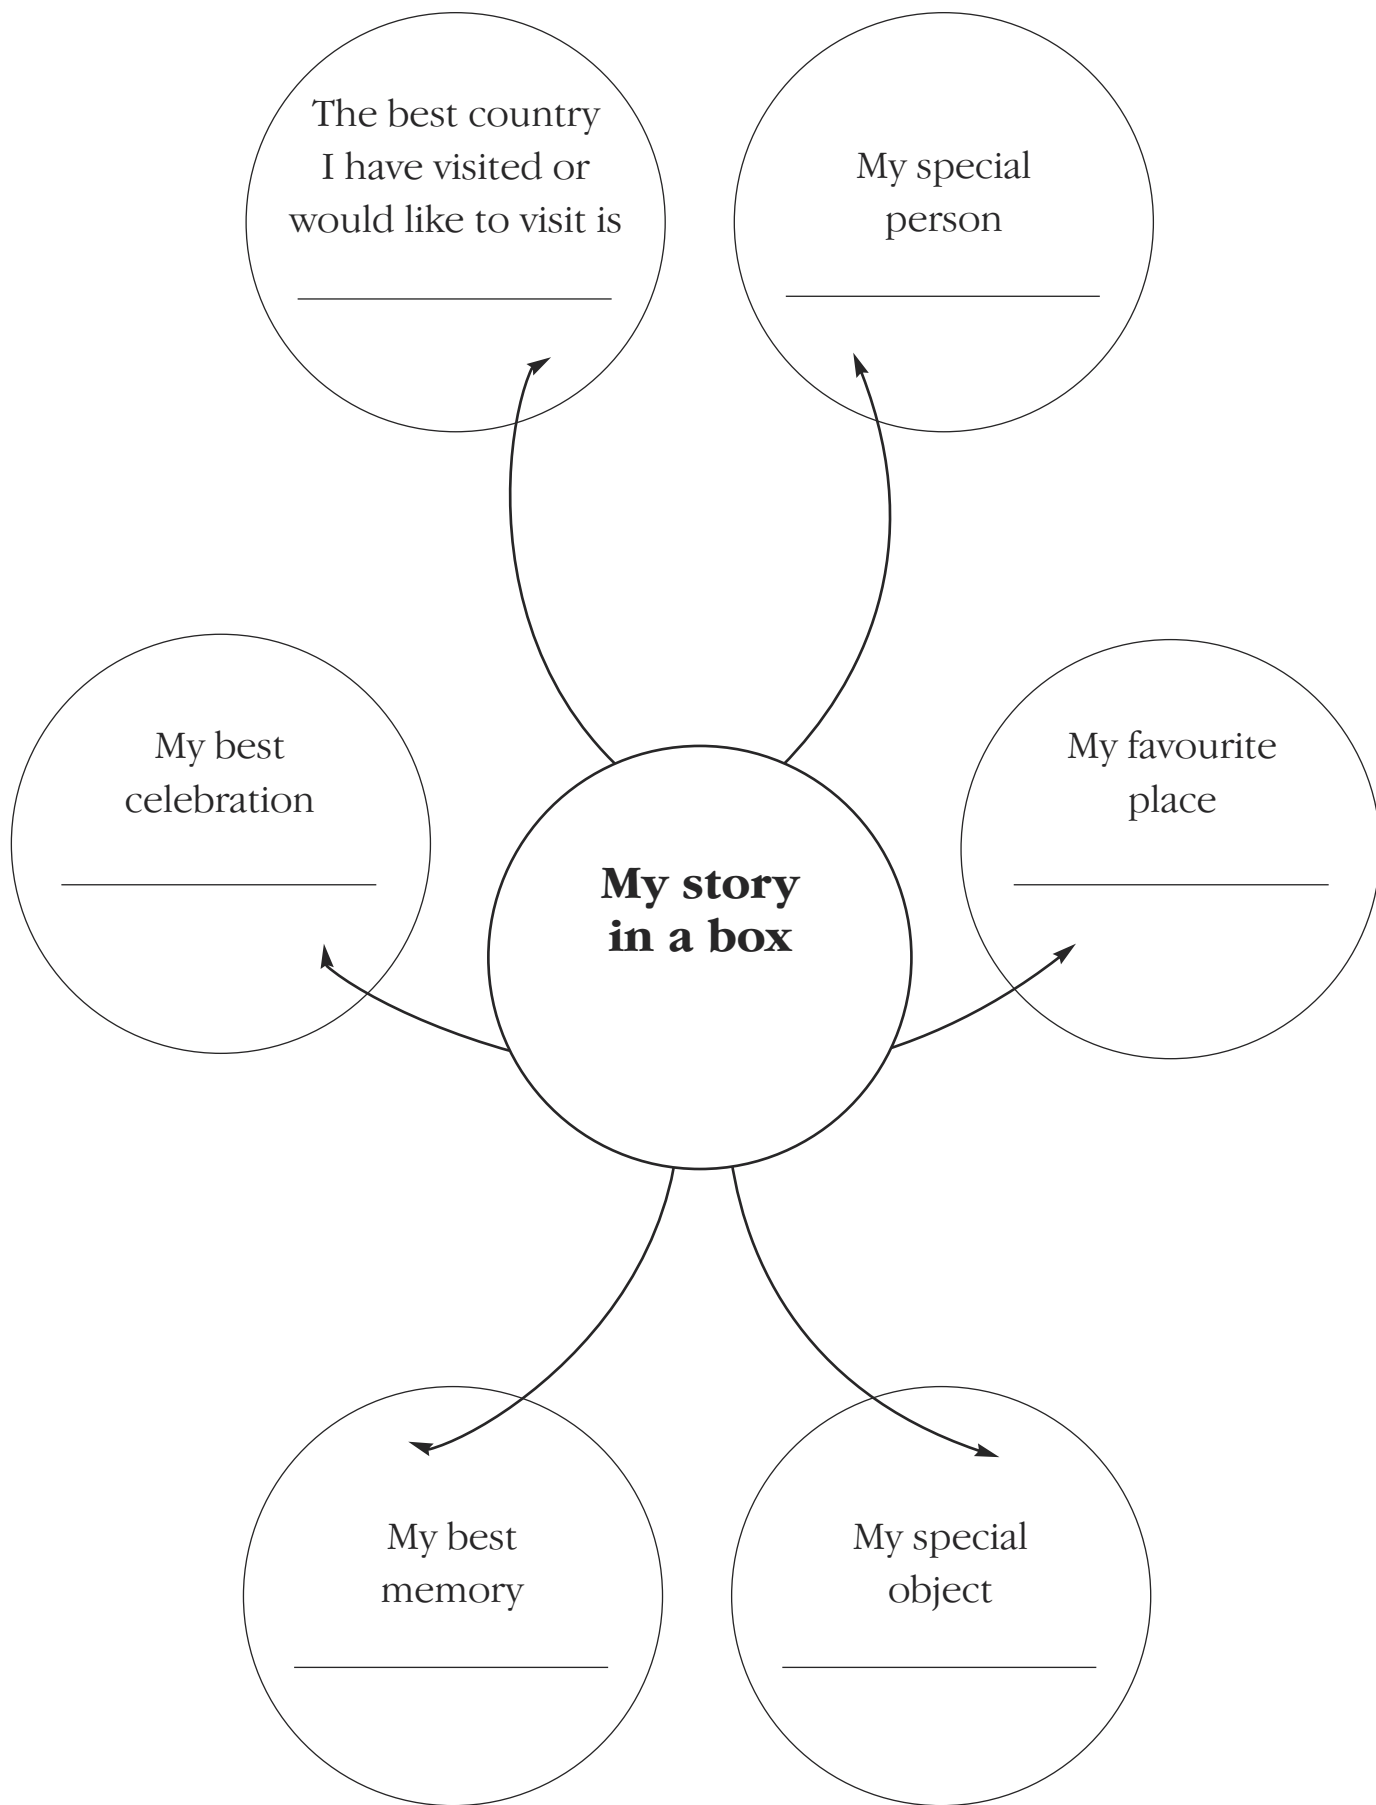 The best country
I have visited or
would like to visit is
My special
person
My best
celebration
My favourite
place
My story
in a box
My best
memory
My special
object